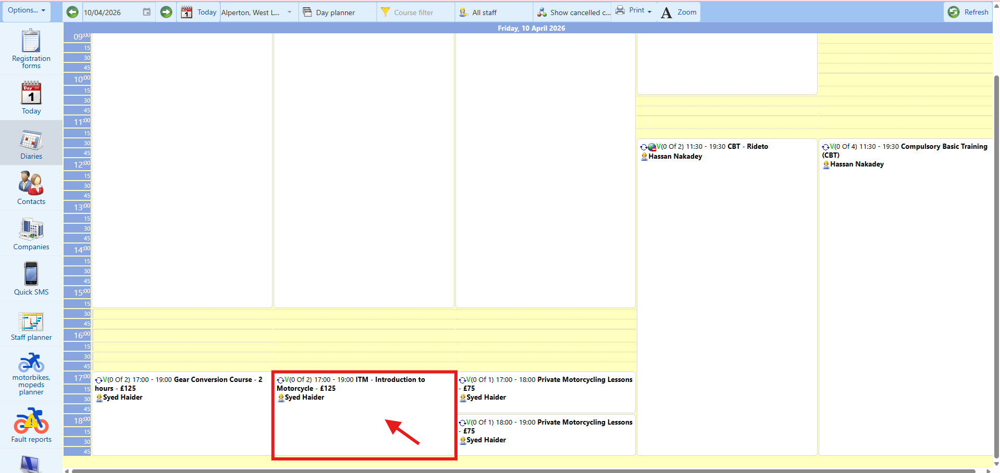 Options...
10/04/2026
Today
Alperton, West L...
Day planner
Course filter
All staff
Show cancelled c...
Print
Zoom
Refresh
Friday, 10 April 2026
Registration
forms
Day
1
Today
Diaries
Contacts
Companies
Quick SMS
Staff planner
motorbikes,
mopeds
planner
Fault reports
09:00
15
30
45
10:00
15
30
45
11:00
15
30
45
12:00
15
30
45
13:00
15
30
45
14:00
15
30
45
15:00
15
30
45
16:00
15
30
45
17:00
15
30
45
18:00
15
30
45
V(0 Of 2) 17:00 - 19:00 Gear Conversion Course - 2
hours - £125
Syed Haider
V(0 Of 2) 17:00 - 19:00 ITM - Introduction to
Motorcycle - £125
Syed Haider
V(0 Of 1) 17:00 - 18:00 Private Motorcycling Lessons
- £75
Syed Haider
V(0 Of 1) 18:00 - 19:00 Private Motorcycling Lessons
- £75
Syed Haider
V(0 Of 2) 11:30 - 19:30 CBT - Rideto
Hassan Nakadey
V(0 Of 4) 11:30 - 19:30 Compulsory Basic Training
(CBT)
Hassan Nakadey